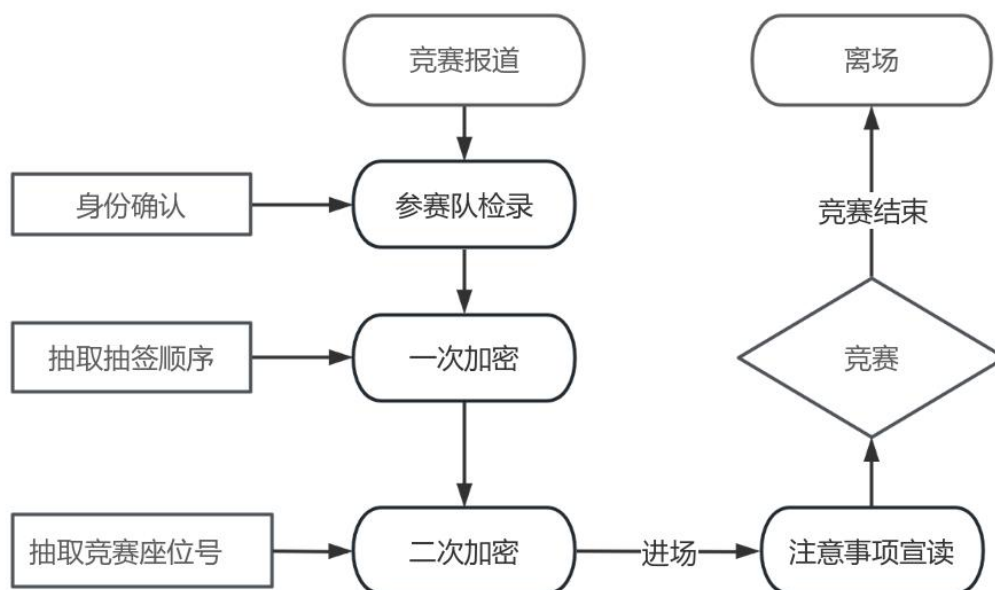 竞赛报道
离场
身份确认
参赛队检录
竞赛结束
抽取抽签顺序
一次加密
竞赛
抽取竞赛座位号
二次加密
进场
注意事项宣读